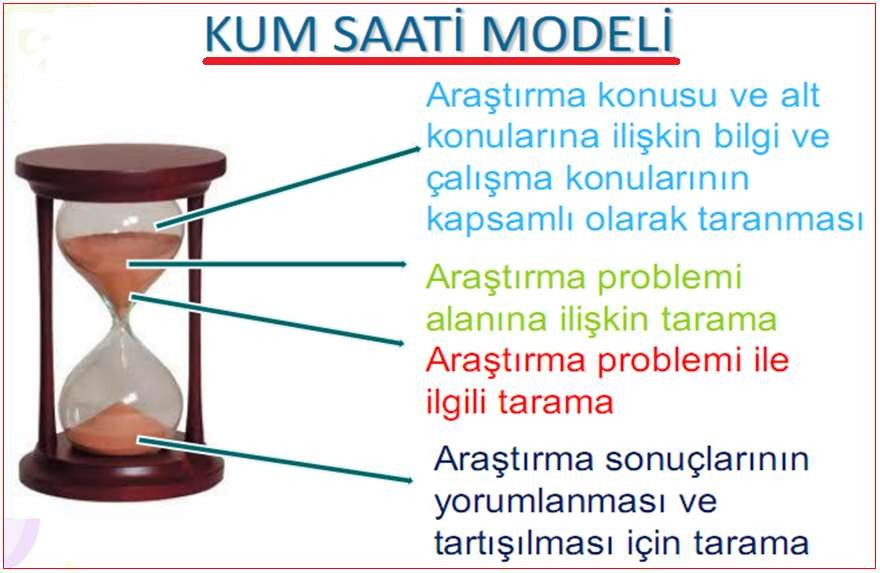 KUM SAATİ MODELİ
Araştırma konusu ve alt
konularına ilişkin bilgi ve
çalışma konularının
kapsamlı olarak taranması
Araştırma problemi
alanına ilişkin tarama
Araştırma problemi ile
ilgili tarama
Araştırma sonuçlarının
yorumlanması ve
tartışılması için tarama